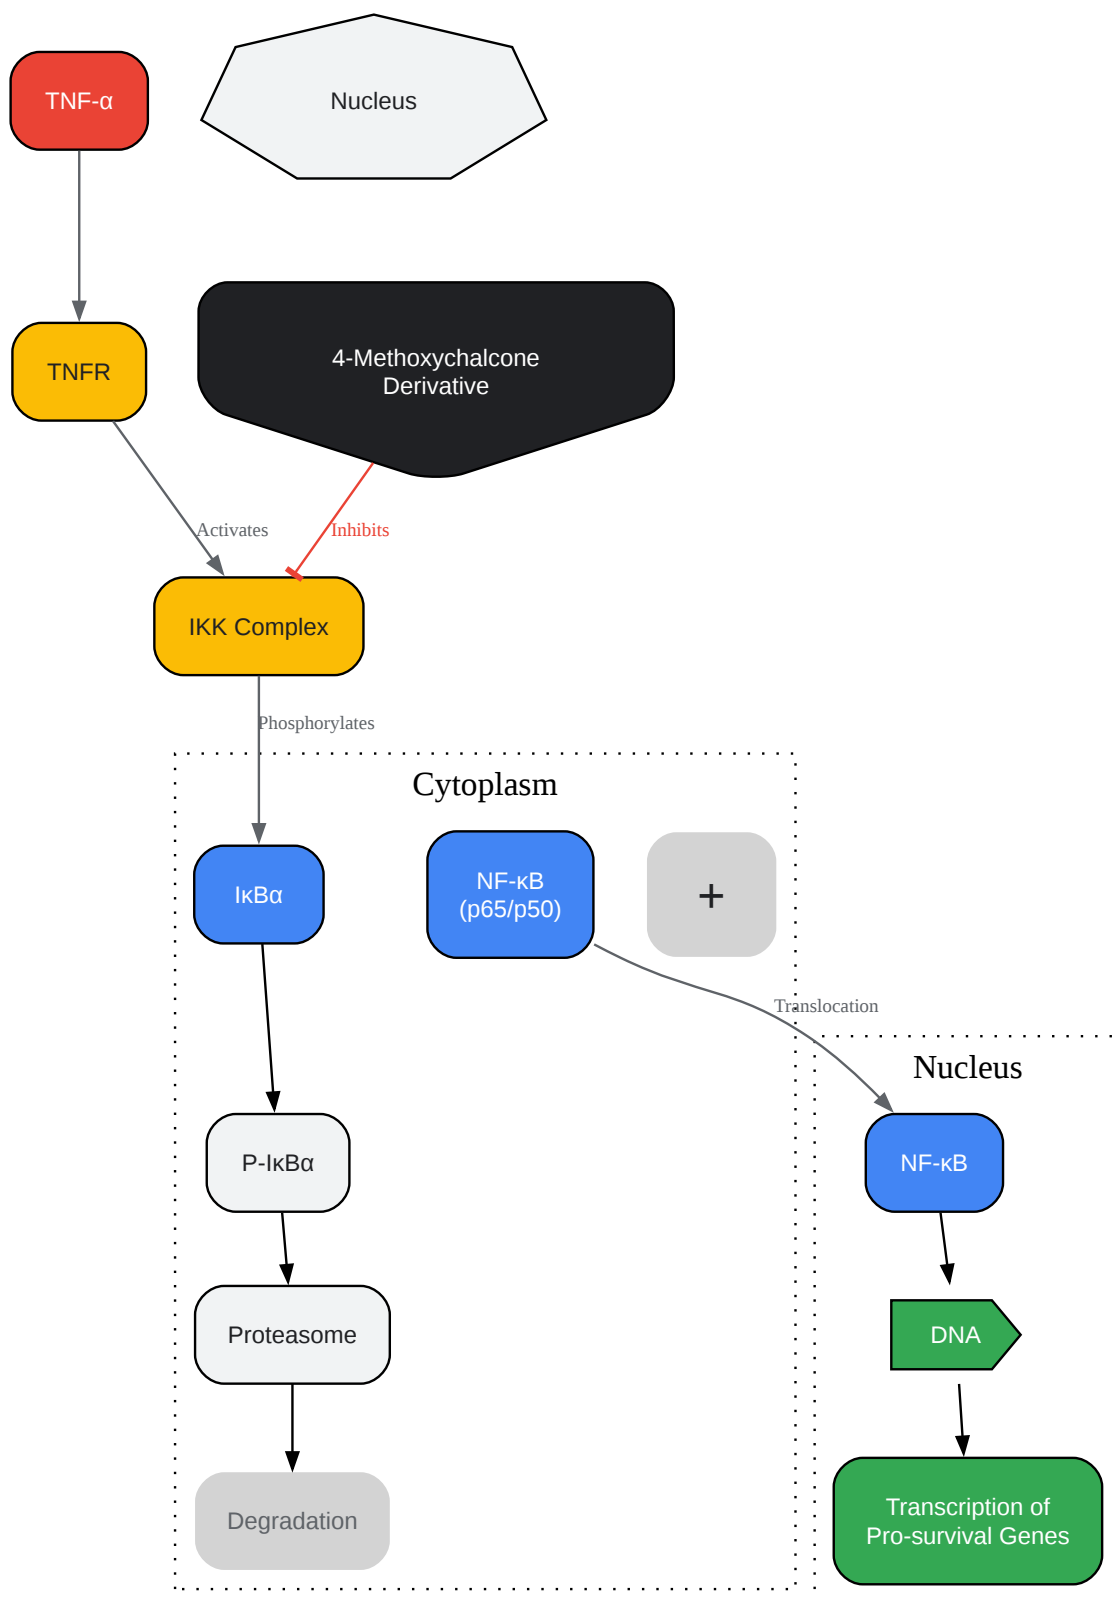 TNF-α
Nucleus
TNFR
4-Methoxychalcone
Derivative
Activates
Inhibits
IKK Complex
Phosphorylates
Cytoplasm
IκBα
NF-κB
(p65/p50)
+
Translocation
Nucleus
P-IκBα
NF-κB
Proteasome
DNA
Degradation
Transcription of
Pro-survival Genes